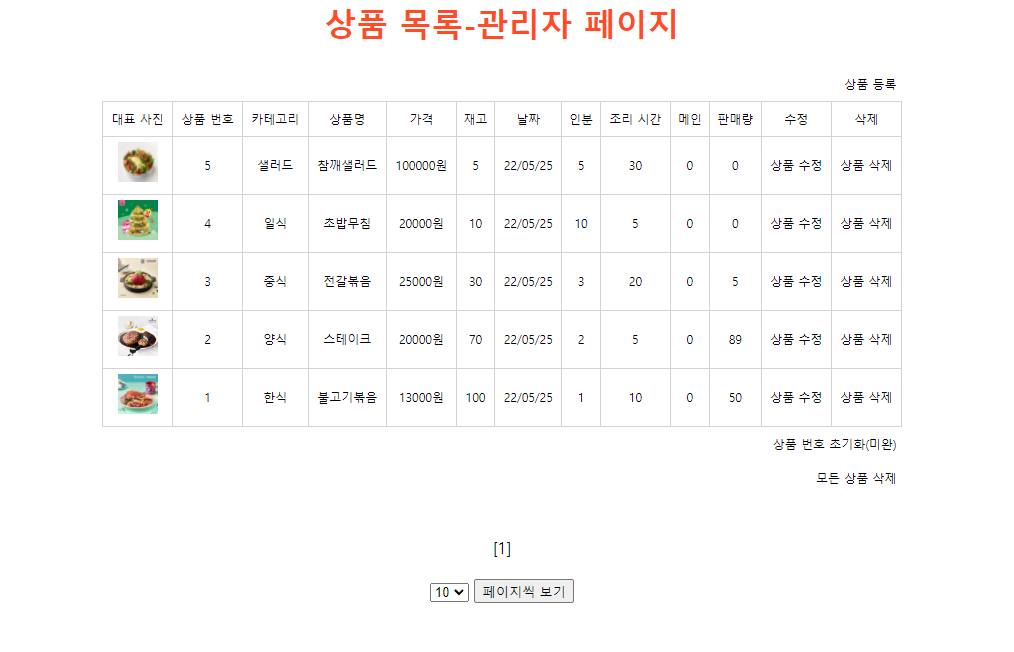 상품 목록-관리자 페이지
상품 등록
대표 사진 상품 번호 카테고리 상품명 가격 재고 날짜 인분 조리 시간 메인 판매량 수정 삭제
5 샐러드 참깨샐러드 100000원 5 22/05/25 5 30 0 0 상품 수정 상품 삭제
4 일식 초밥무침 20000원 10 22/05/25 10 5 0 0 상품 수정 상품 삭제
3 중식 전갈볶음 25000원 30 22/05/25 3 20 0 5 상품 수정 상품 삭제
2 양식 스테이크 20000원 70 22/05/25 2 5 0 89 상품 수정 상품 삭제
1 한식 불고기볶음 13000원 100 22/05/25 1 10 0 50 상품 수정 상품 삭제
상품 번호 초기화(미완)
모든 상품 삭제
[1]
10 페이지씩 보기